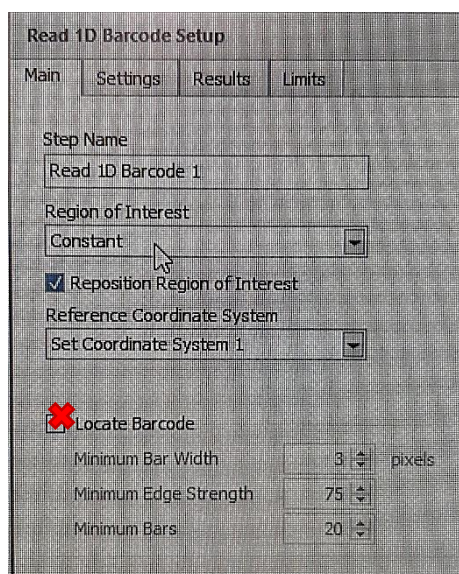 Read 1D Barcode Setup
Main Settings Results Limits
Step Name
Read 1D Barcode 1
Region of Interest
Constant
Reposition Region of Interest
Reference Coordinate System
Set Coordinate System 1
Locate Barcode
Minimum Bar Width 3 pixels
Minimum Edge Strength 75
Minimum Bars 20